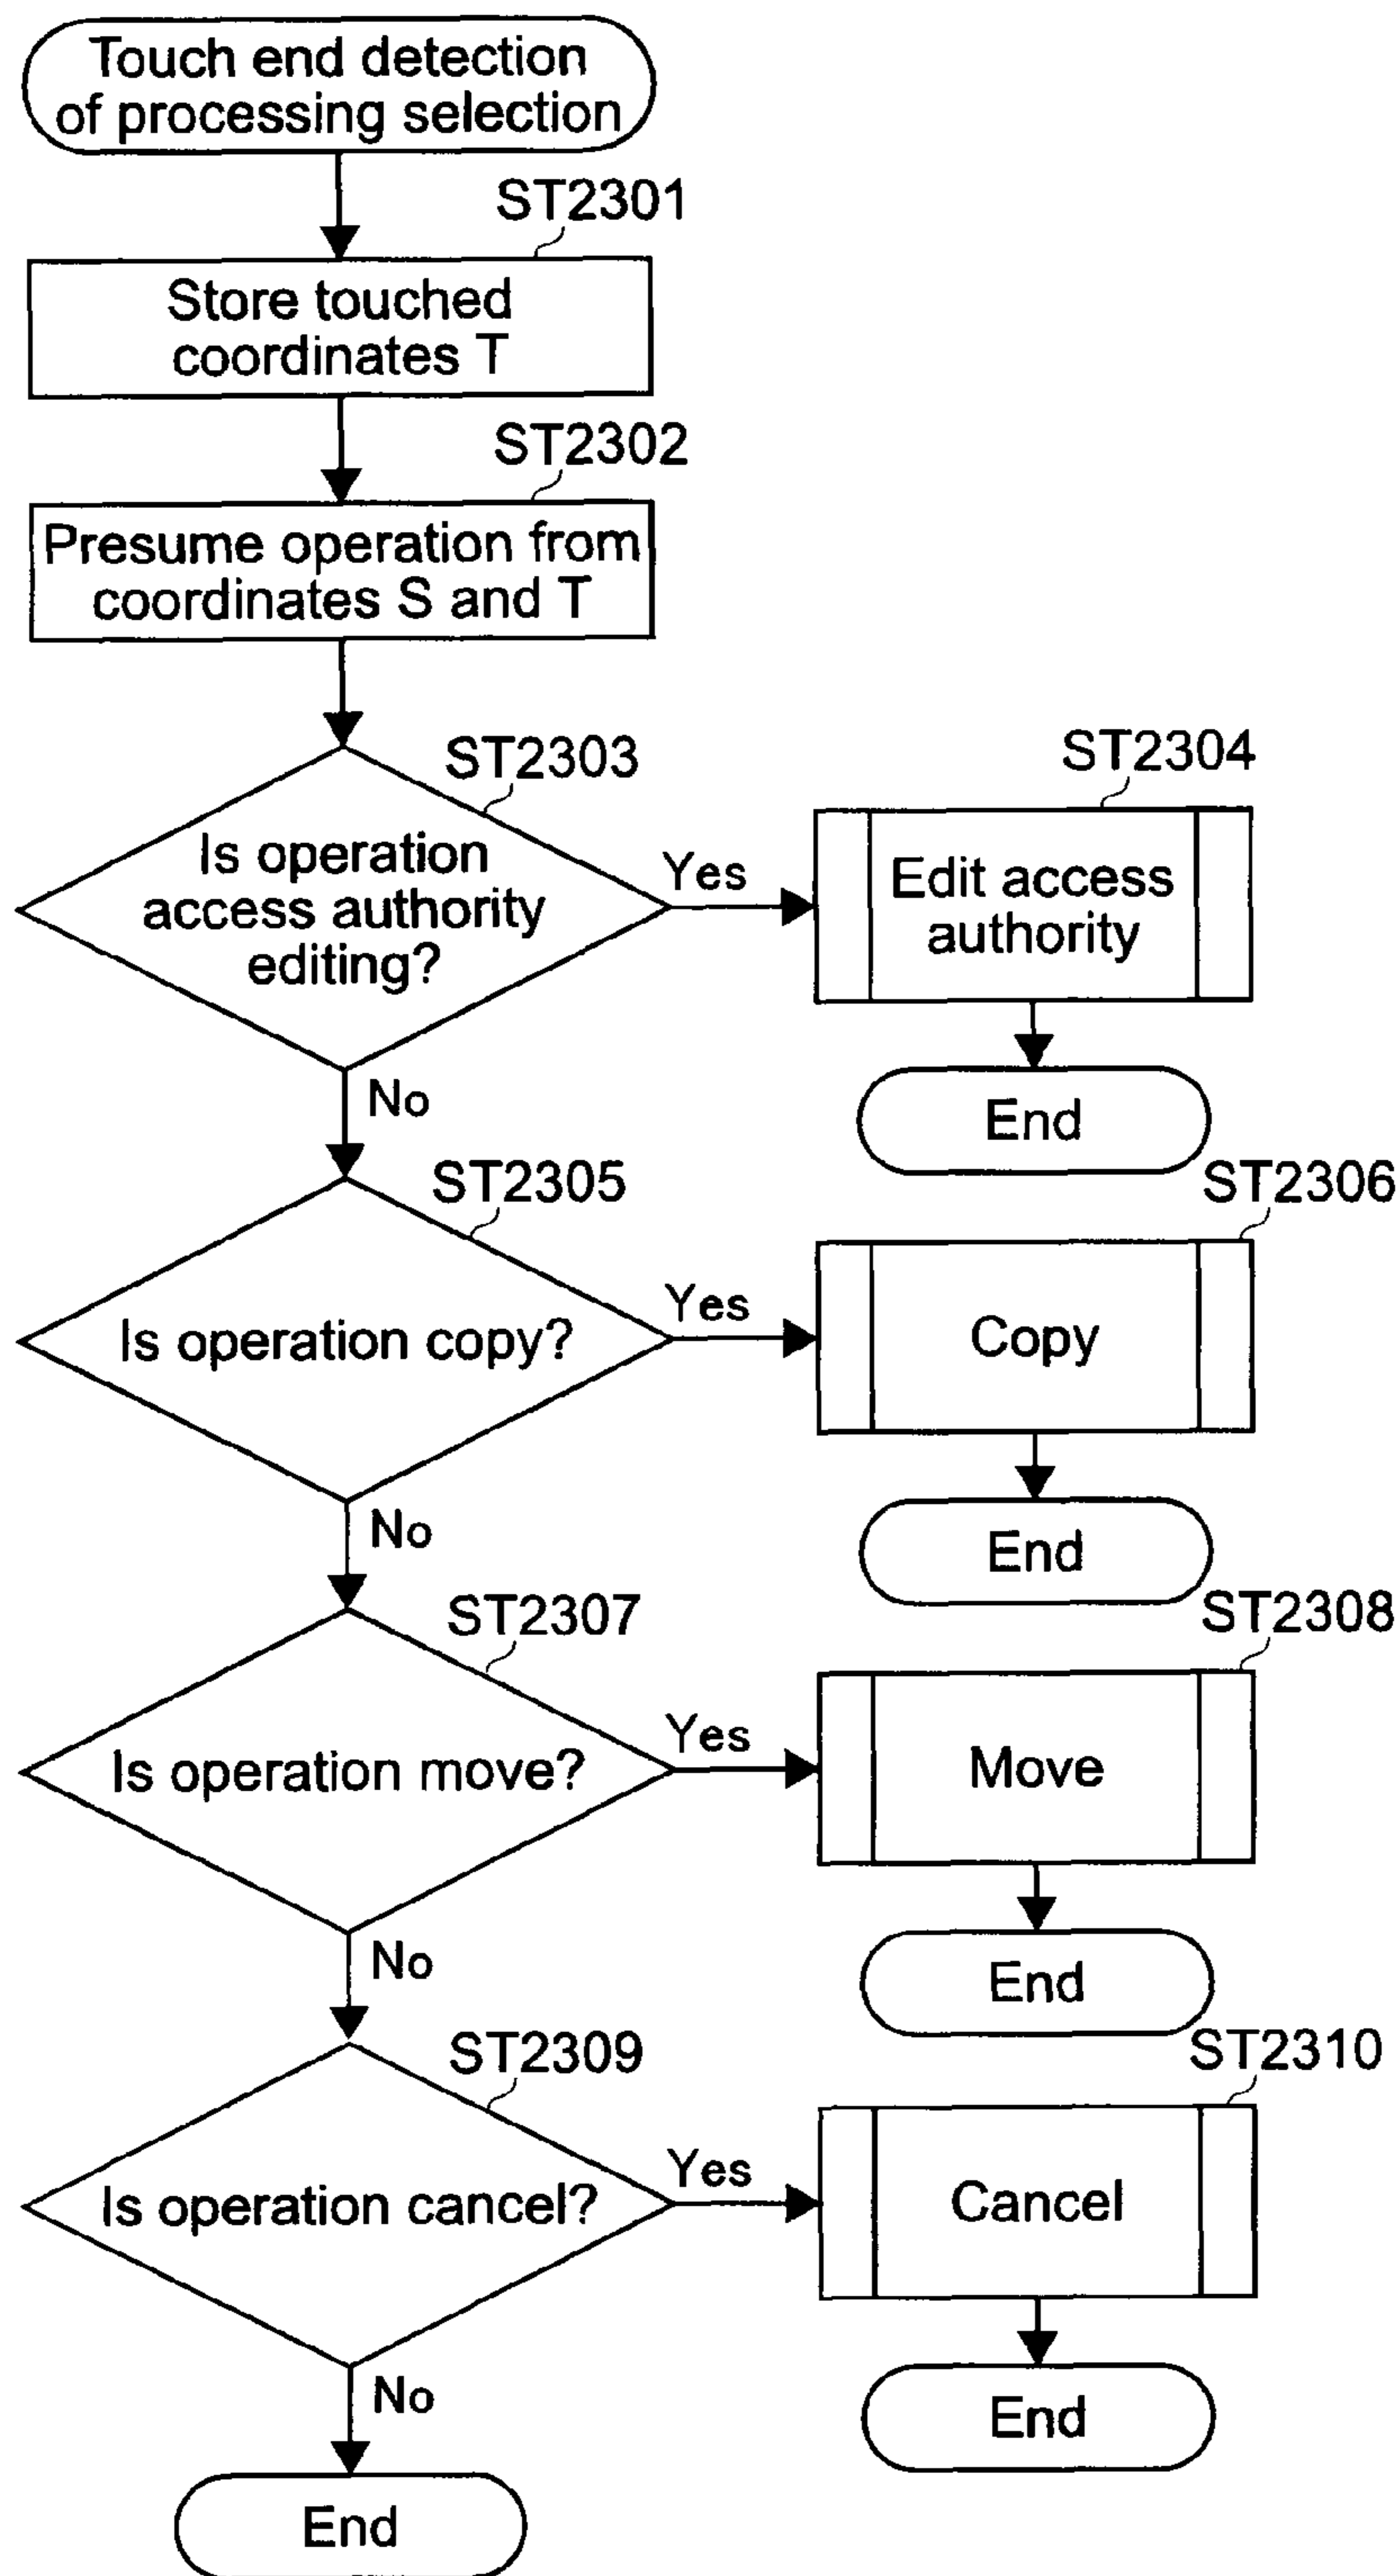 Touch end detection
of processing selection
ST2301
Store touched
coordinates T
ST2302
Presume operation from
coordinates S and T
ST2303
Is operation
access authority
editing?
Yes
ST2304
Edit access
authority
End
No
ST2305
Is operation copy?
Yes
ST2306
Copy
End
No
ST2307
Is operation move?
Yes
ST2308
Move
End
No
ST2309
Is operation cancel?
Yes
ST2310
Cancel
End
No
End